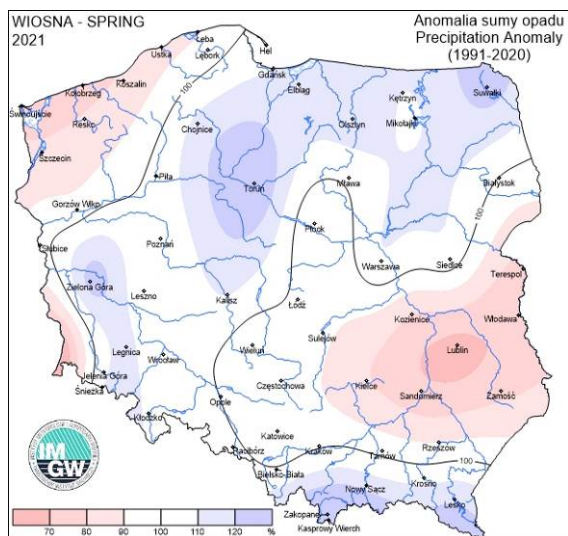 WIOSNA - SPRING
2021
Anomalia sumy opadu
Precipitation Anomaly
(1991-2020)
Łeba
Hel
Ustka
Lębork
Gdańsk
Koszalin
Kołobrzeg
Elbląg
Kętrzyn
Suwałki
Świnoujście
Resko
Chojnice
Olsztyn
Mikołajki
Szczecin
100
Piła
Toruń
Mława
Białystok
Gorzów Wlkp.
Płock
100
Słubice
Poznań
Warszawa
Siedlce
Terespol
Zielona Góra
Leszno
Kalisz
Łódź
Kozienice
Włodawa
Sulejów
Legnica
Wrocław
Wieluń
Lublin
Jelenia Góra
Częstochowa
Kielce
Sandomierz
Zamość
Śnieżka
Opole
Kłodzko
Katowice
Racibórz
Kraków
Tarnów
Rzeszów
100
Bielsko-Biała
Nowy Sącz
Krosno
Lesko
Zakopane
Kasprowy Wierch
IM
GW
70 80 90 100 110 120 %